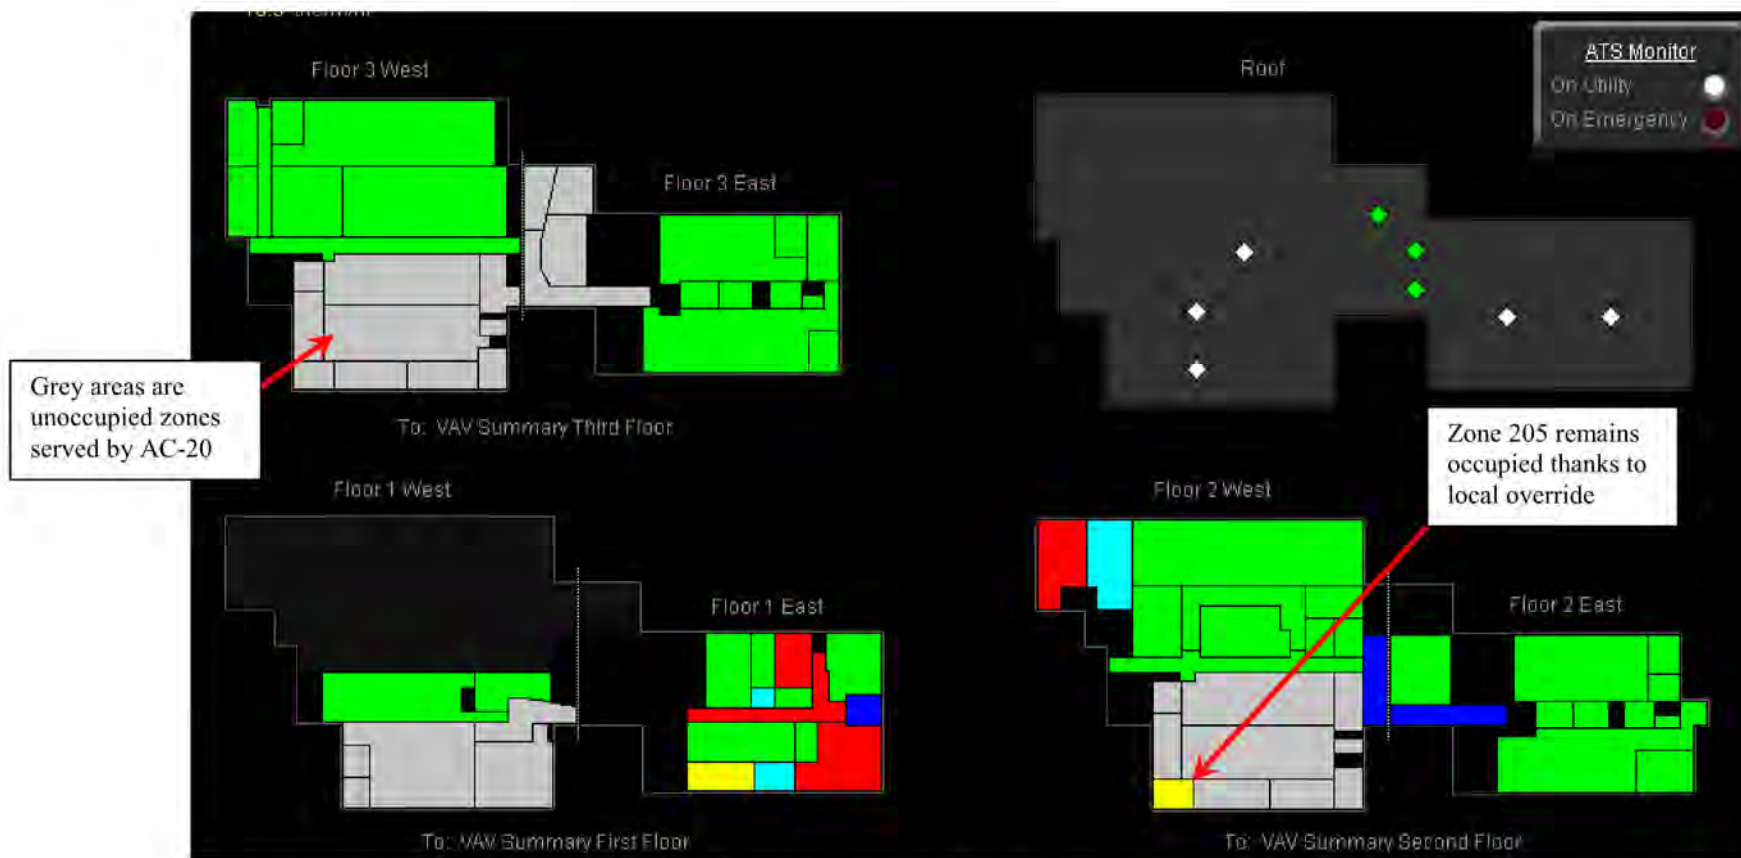 Floor 3 West
Roof
ATS Monitor
On Utility
On Emergency
Floor 3 East
Grey areas are
unoccupied zones
served by AC-20
To: VAV Summary Third Floor
Zone 205 remains
occupied thanks to
local override
Floor 1 West
Floor 2 West
Floor 1 East
Floor 2 East
To: VAV Summary First Floor
To: VAV Summary Second Floor